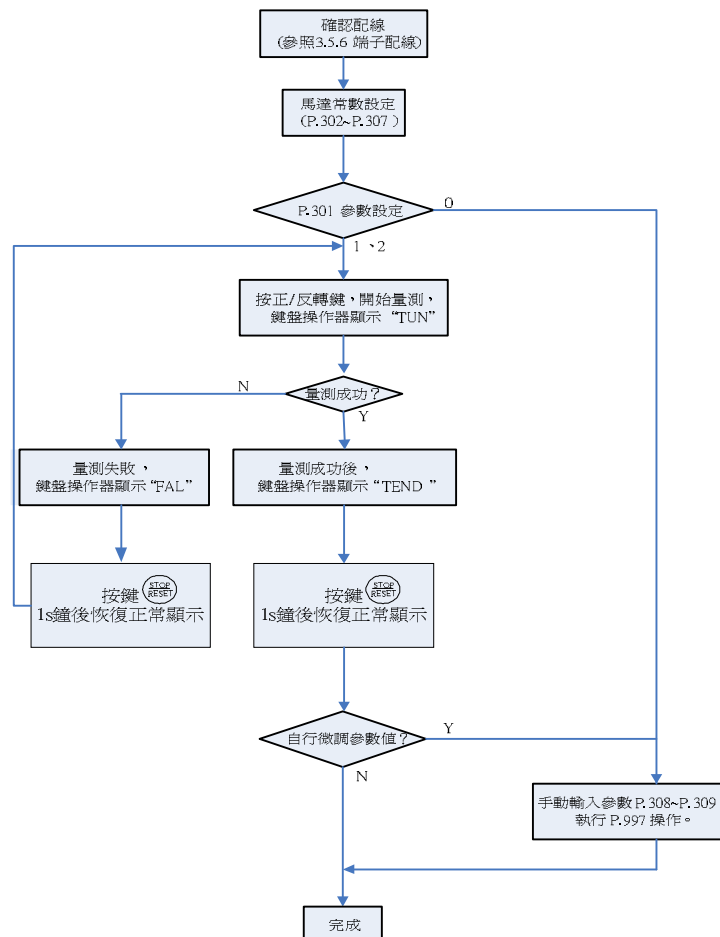 確認配線
(參照3.5.6 端子配線)
馬達常數設定
(P.302~P.307 )
P.301 參數設定
0
1 、2
按正/反轉鍵，開始量測，
鍵盤操作器顯示 “TUN”
量測成功？
N
Y
量測失敗，
鍵盤操作器顯示“FAL”
量測成功後，
鍵盤操作器顯示“TEND ”
按鍵 STOP
RESET
1s鐘後恢復正常顯示
按鍵 STOP
RESET
1s鐘後恢復正常顯示
自行微調參數值？
Y
N
手動輸入參數 P.308~P.309
執行 P.997 操作。
完成